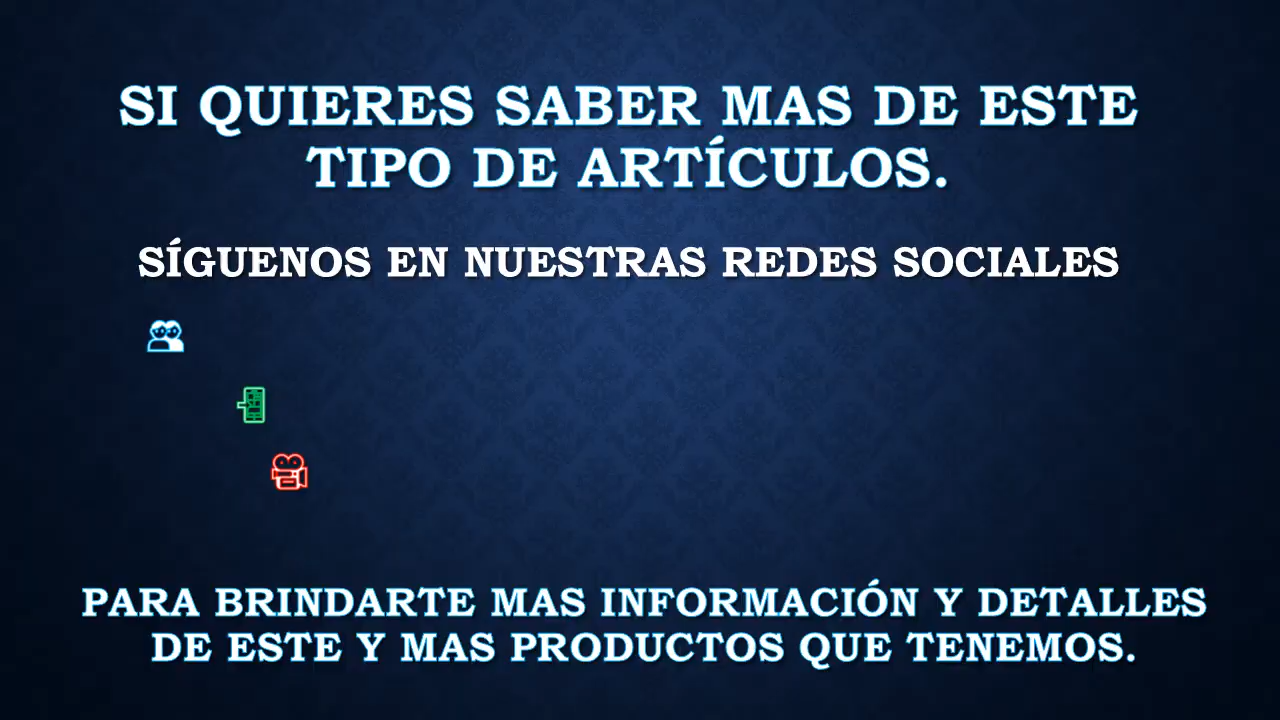 SI QUIERES SABER MAS DE ESTE
TIPO DE ARTÍCULOS.
SÍGUENOS EN NUESTRAS REDES SOCIALES
PARA BRINDARTE MAS INFORMACIÓN Y DETALLES
DE ESTE Y MAS PRODUCTOS QUE TENEMOS.